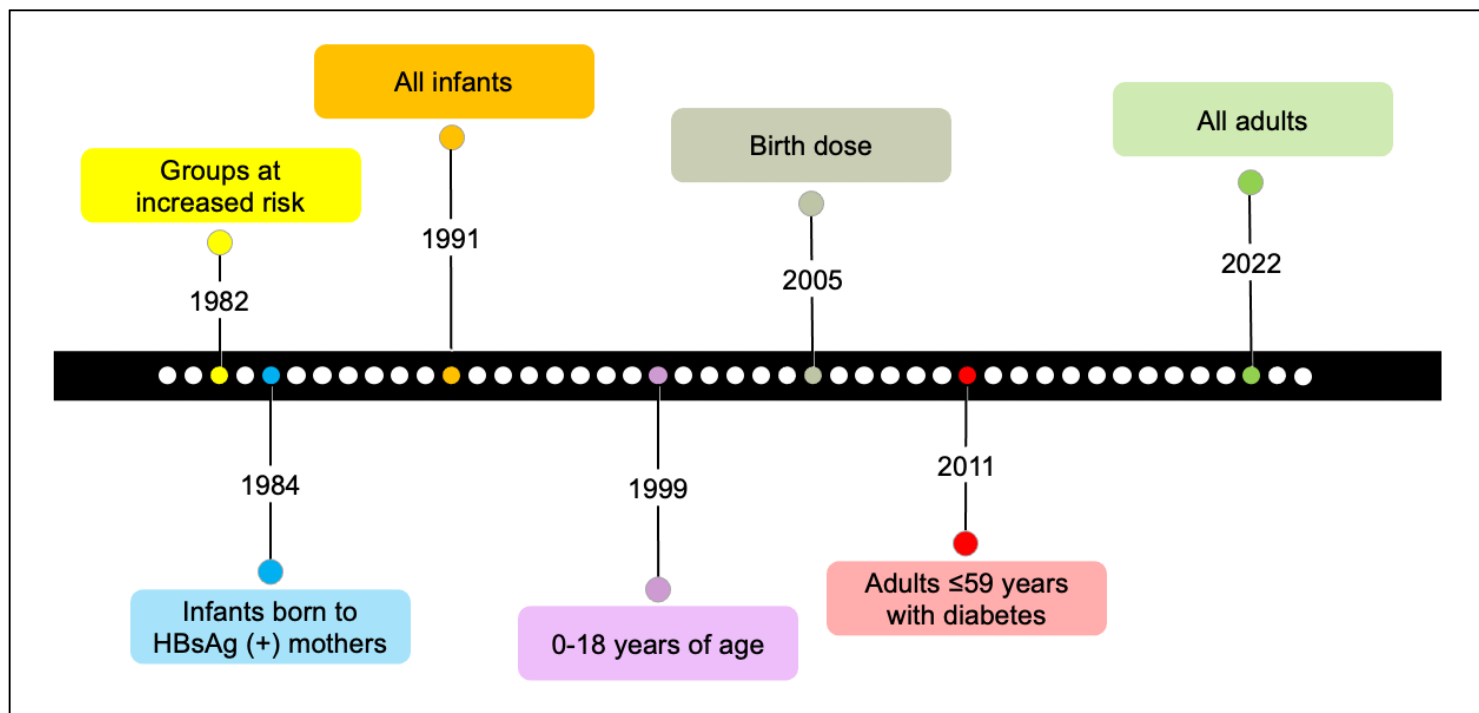 All infants
Birth dose
All adults
Groups at
increased risk
1991
2005
2022
1982
1984
1999
2011
Infants born to
HBsAg (+) mothers
0-18 years of age
Adults ≤59 years
with diabetes